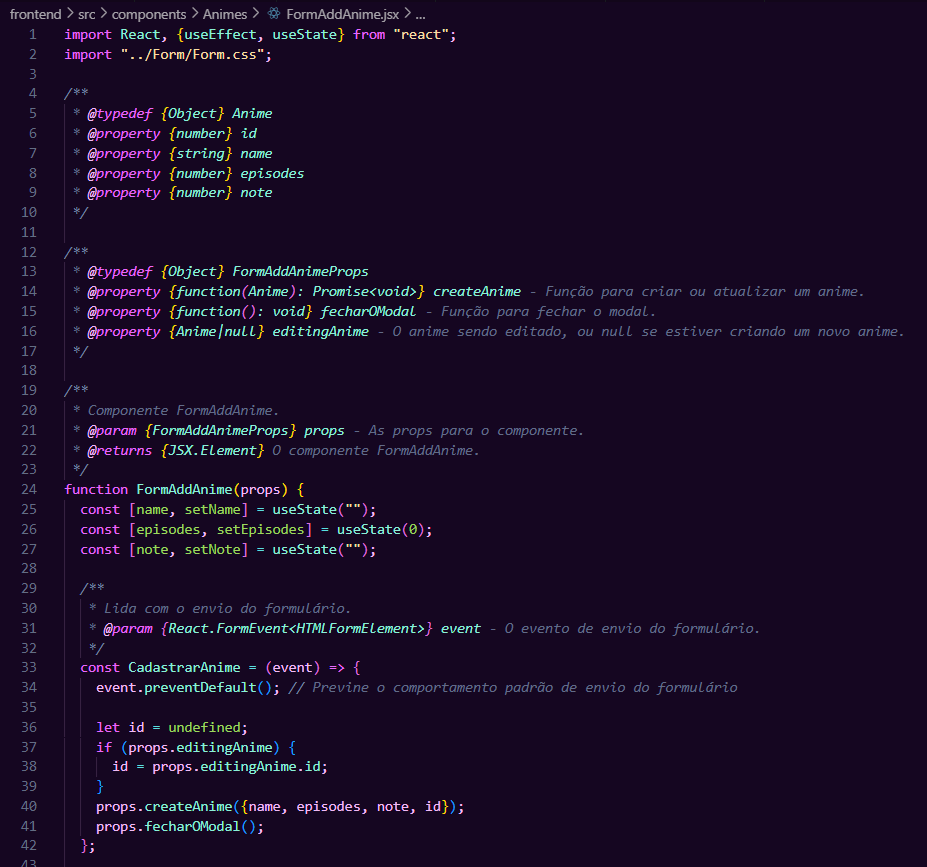 frontend > src > components > Animes > FormAddAnime.jsx > ...
1 import React, {useEffect, useState} from "react";
2 import "../Form/Form.css";
3
4 /**
5  * @typedef {Object} Anime
6  * @property {number} id
7  * @property {string} name
8  * @property {number} episodes
9  * @property {number} note
10  */
11
12 /**
13  * @typedef {Object} FormAddAnimeProps
14  * @property {function(Anime): Promise<void>} createAnime - Função para criar ou atualizar um anime.
15  * @property {function(): void} fecharOModal - Função para fechar o modal.
16  * @property {Anime|null} editingAnime - O anime sendo editado, ou null se estiver criando um novo anime.
17  */
18
19 /**
20  * Componente FormAddAnime.
21  * @param {FormAddAnimeProps} props - As props para o componente.
22  * @returns {JSX.Element} O componente FormAddAnime.
23  */
24 function FormAddAnime(props) {
25   const [name, setName] = useState("");
26   const [episodes, setEpisodes] = useState(0);
27   const [note, setNote] = useState("");
28
29   /**
30    * Lida com o envio do formulário.
31    * @param {React.FormEvent<HTMLFormElement>} event - O evento de envio do formulário.
32    */
33   const CadastrarAnime = (event) => {
34     event.preventDefault(); // Previne o comportamento padrão de envio do formulário
35
36     let id = undefined;
37     if (props.editingAnime) {
38       id = props.editingAnime.id;
39     }
40     props.createAnime({name, episodes, note, id});
41     props.fecharOModal();
42   };
43